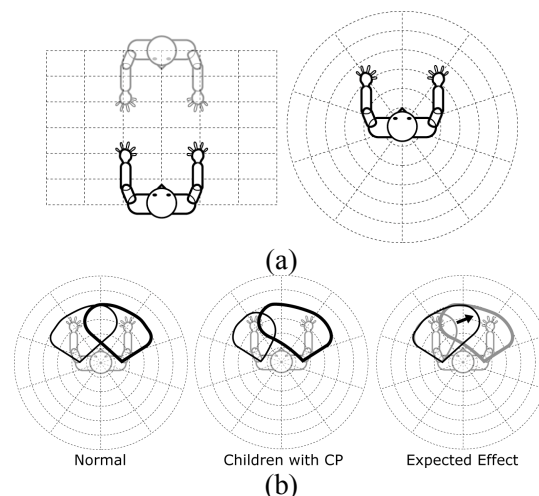 (a)
Normal
Children with CP
Expected Effect
(b)